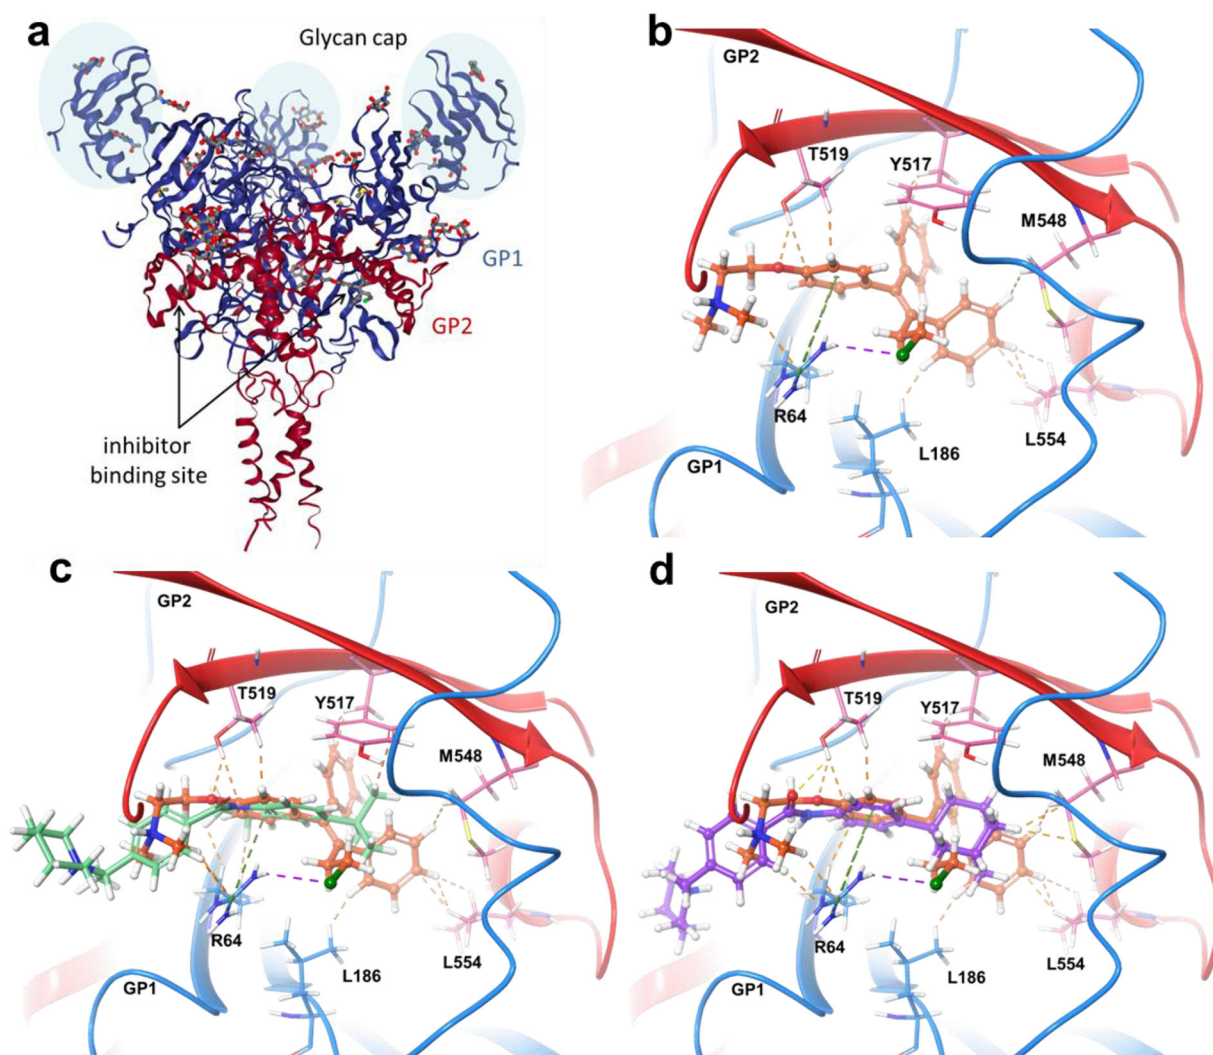 a
Glycan cap
GP1
GP2
inhibitor
binding site
b
GP2
T519
Y517
M548
R64
L186
L554
GP1
c
GP2
T519
Y517
M548
R64
L186
L554
GP1
d
GP2
T519
Y517
M548
R64
L186
L554
GP1